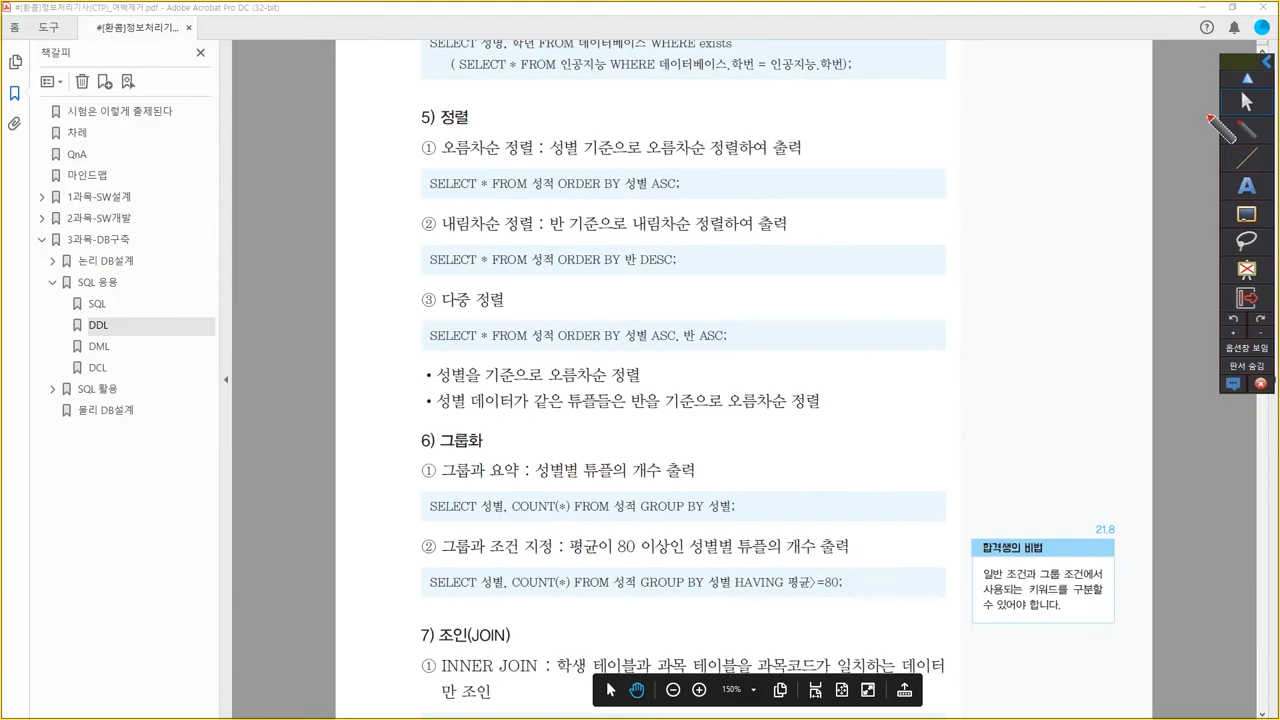 #[환콤]정보처리기사(CTP)_여백제거.pdf - Adobe Acrobat Pro DC (32-bit)
홈
도구
#[환콤]정보처리기...
책갈피
시험은 이렇게 출제된다
차례
QnA
마인드맵
1과목-SW설계
2과목-SW개발
3과목-DB구축
논리 DB설계
SQL 응용
SQL
DDL
DML
DCL
SQL 활용
물리 DB설계
SELECT 성명, 학년 FROM 데이터베이스 WHERE exists
( SELECT * FROM 인공지능 WHERE 데이터베이스.학번 = 인공지능.학번);
5) 정렬
① 오름차순 정렬 : 성별 기준으로 오름차순 정렬하여 출력
SELECT * FROM 성적 ORDER BY 성별 ASC;
② 내림차순 정렬 : 반 기준으로 내림차순 정렬하여 출력
SELECT * FROM 성적 ORDER BY 반 DESC;
③ 다중 정렬
SELECT * FROM 성적 ORDER BY 성별 ASC, 반 ASC;
• 성별을 기준으로 오름차순 정렬
• 성별 데이터가 같은 튜플들은 반을 기준으로 오름차순 정렬
6) 그룹화
① 그룹과 요약 : 성별별 튜플의 개수 출력
SELECT 성별, COUNT(*) FROM 성적 GROUP BY 성별;
② 그룹과 조건 지정 : 평균이 80 이상인 성별별 튜플의 개수 출력
SELECT 성별, COUNT(*) FROM 성적 GROUP BY 성별 HAVING 평균>=80;
7) 조인(JOIN)
① INNER JOIN : 학생 테이블과 과목 테이블을 과목코드가 일치하는 데이터
만 조인
21.8
합격생의 비법
일반 조건과 그룹 조건에서
사용되는 키워드를 구분할
수 있어야 합니다.
150%
A
+ -
옵션창 보임
판서 숨김